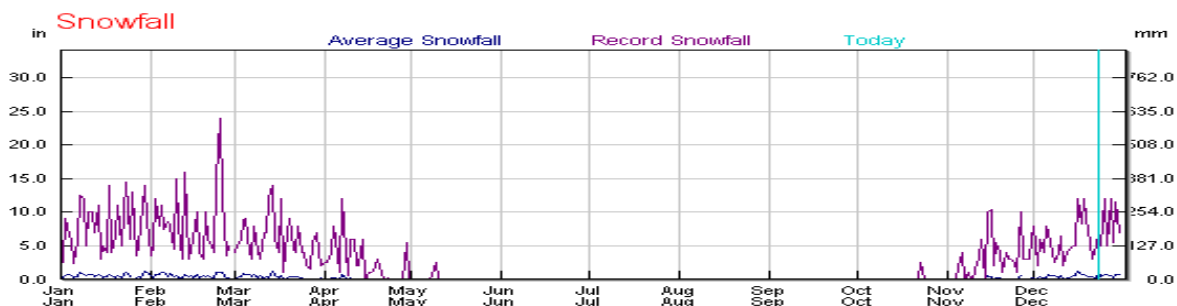 Snowfall
in
mm
Average Snowfall Record Snowfall Today
30.0 762.0
25.0 635.0
20.0 508.0
15.0 381.0
10.0 254.0
5.0 127.0
0.0 0.0
Jan Feb Mar Apr May Jun Jul Aug Sep Oct Nov Dec
Jan Feb Mar Apr May Jun Jul Aug Sep Oct Nov Dec